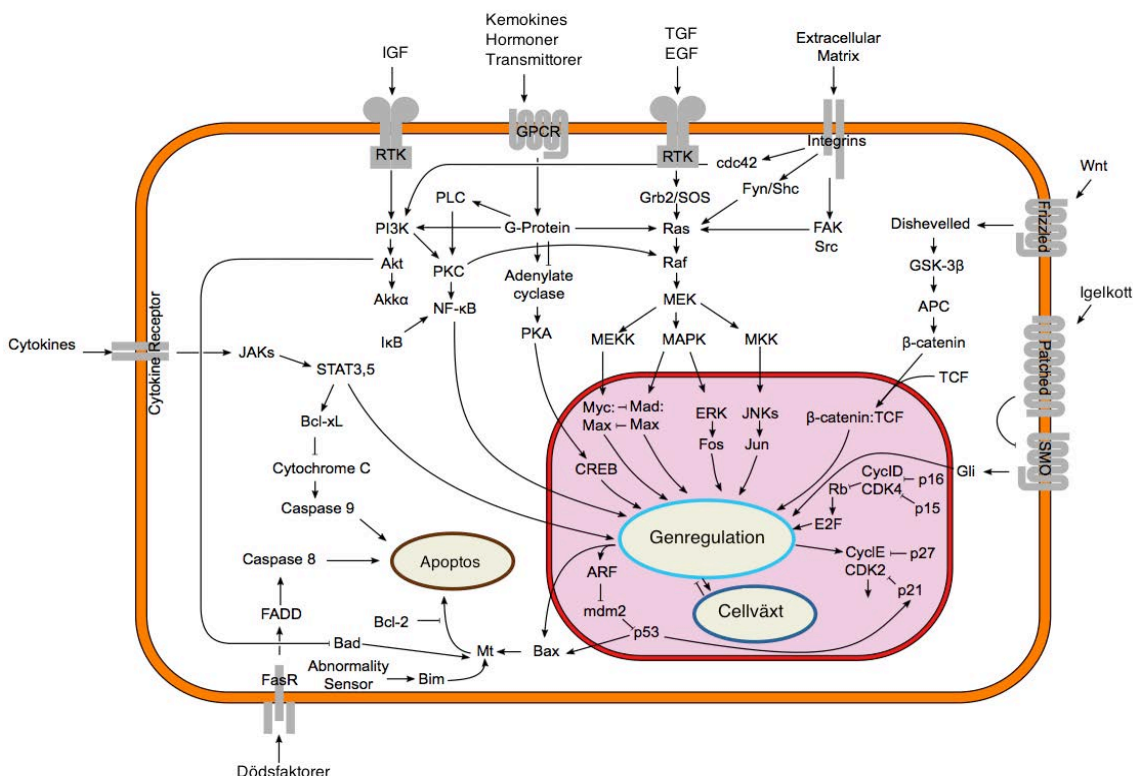 IGF
Kemokines
Hormoner
Transmittorer
TGF
EGF
Extracellular
Matrix
RTK
GPCR
RTK
Integrins
cdc42
Wnt
Frizzled
PLC
Grb2/SOS
Fyn/Shc
PI3K
G-Protein
Ras
FAK
Src
Dishevelled
Akt
PKC
Adenylate
cyclase
Raf
GSK-3β
Akkα
NF-κB
MEK
APC
Igelkott
IκB
PKA
MEKK
MAPK
MKK
β-catenin
Patched
Cytokines
Cytokine Receptor
JAKs
STAT3,5
TCF
Bcl-xL
Myc:
Max
Mad:
Max
ERK
JNKs
β-catenin:TCF
Fos
Jun
SMO
Cytochrome C
CREB
Gli
CyclD
CDK4
p16
Rb
p15
Caspase 9
E2F
Genregulation
Caspase 8
Apoptos
CyclE
CDK2
p27
ARF
p21
FADD
mdm2
Cellväxt
Bcl-2
p53
Bad
Mt
Bax
FasR
Abnormality
Sensor
Bim
Dödsfaktorer